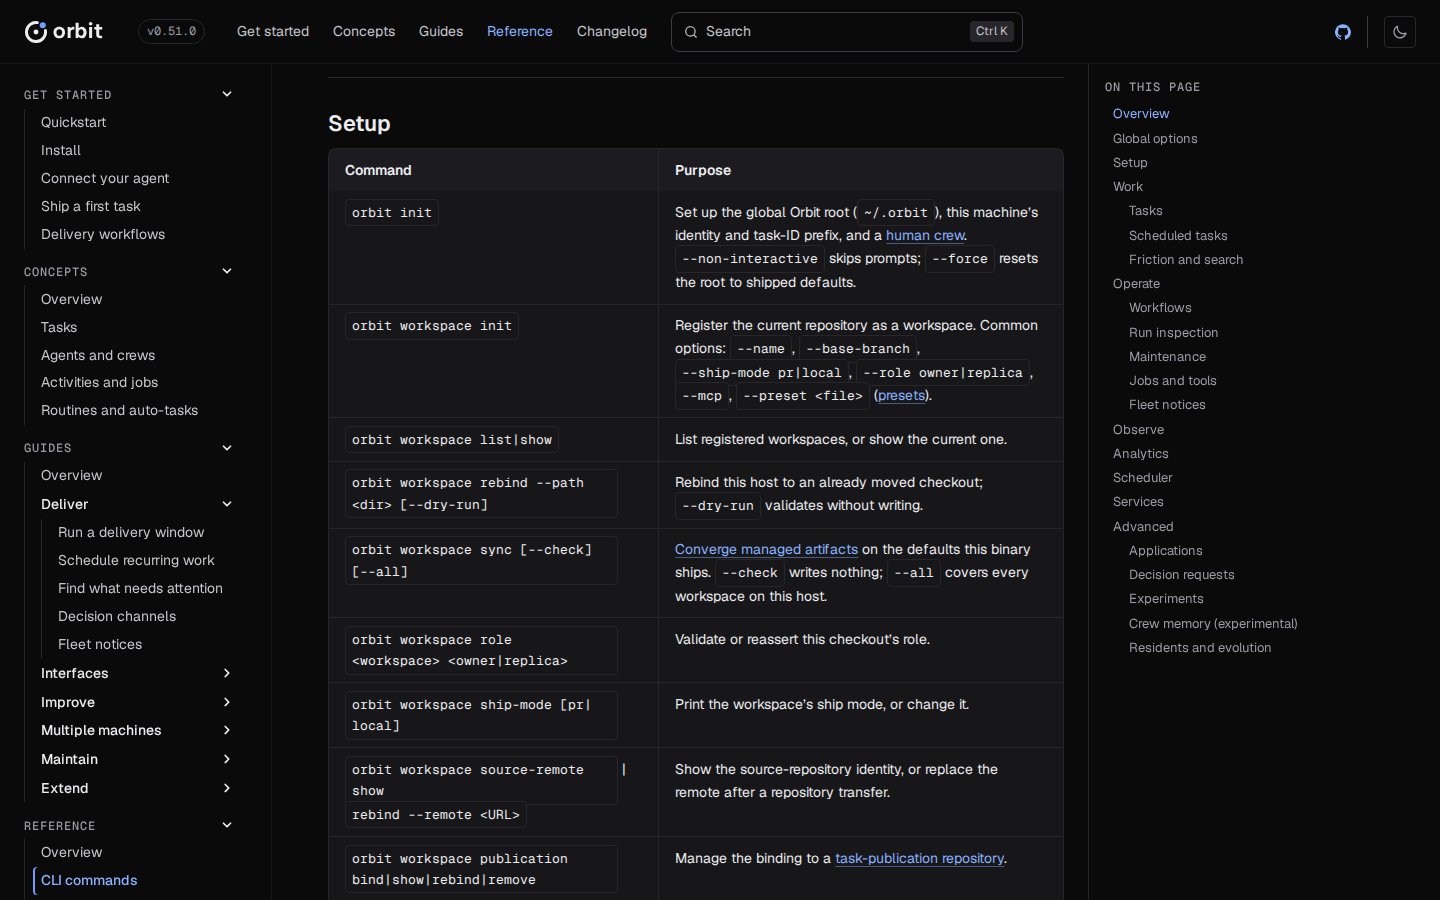 orbit
v0.51.0
Get started
Concepts
Guides
Reference
Changelog
Search
Ctrl K
GET STARTED
Quickstart
Install
Connect your agent
Ship a first task
Delivery workflows
CONCEPTS
Overview
Tasks
Agents and crews
Activities and jobs
Routines and auto-tasks
GUIDES
Overview
Deliver
Run a delivery window
Schedule recurring work
Find what needs attention
Decision channels
Fleet notices
Interfaces
Improve
Multiple machines
Maintain
Extend
REFERENCE
Overview
CLI commands
Setup
Command
Purpose
orbit init
Set up the global Orbit root (~/.orbit), this machine's
identity and task-ID prefix, and a human crew.
--non-interactive skips prompts; --force resets
the root to shipped defaults.
orbit workspace init
Register the current repository as a workspace. Common
options: --name, --base-branch,
--ship-mode pr|local, --role owner|replica,
--mcp, --preset <file> (presets).
orbit workspace list|show
List registered workspaces, or show the current one.
orbit workspace rebind --path
<dir> [--dry-run]
Rebind this host to an already moved checkout;
--dry-run validates without writing.
orbit workspace sync [--check]
[--all]
Converge managed artifacts on the defaults this binary
ships. --check writes nothing; --all covers every
workspace on this host.
orbit workspace role
<workspace> <owner|replica>
Validate or reassert this checkout's role.
orbit workspace ship-mode [pr|
local]
Print the workspace's ship mode, or change it.
orbit workspace source-remote |
show
rebind --remote <URL>
Show the source-repository identity, or replace the
remote after a repository transfer.
orbit workspace publication
bind|show|rebind|remove
Manage the binding to a task-publication repository.
ON THIS PAGE
Overview
Global options
Setup
Work
Tasks
Scheduled tasks
Friction and search
Operate
Workflows
Run inspection
Maintenance
Jobs and tools
Fleet notices
Observe
Analytics
Scheduler
Services
Advanced
Applications
Decision requests
Experiments
Crew memory (experimental)
Residents and evolution